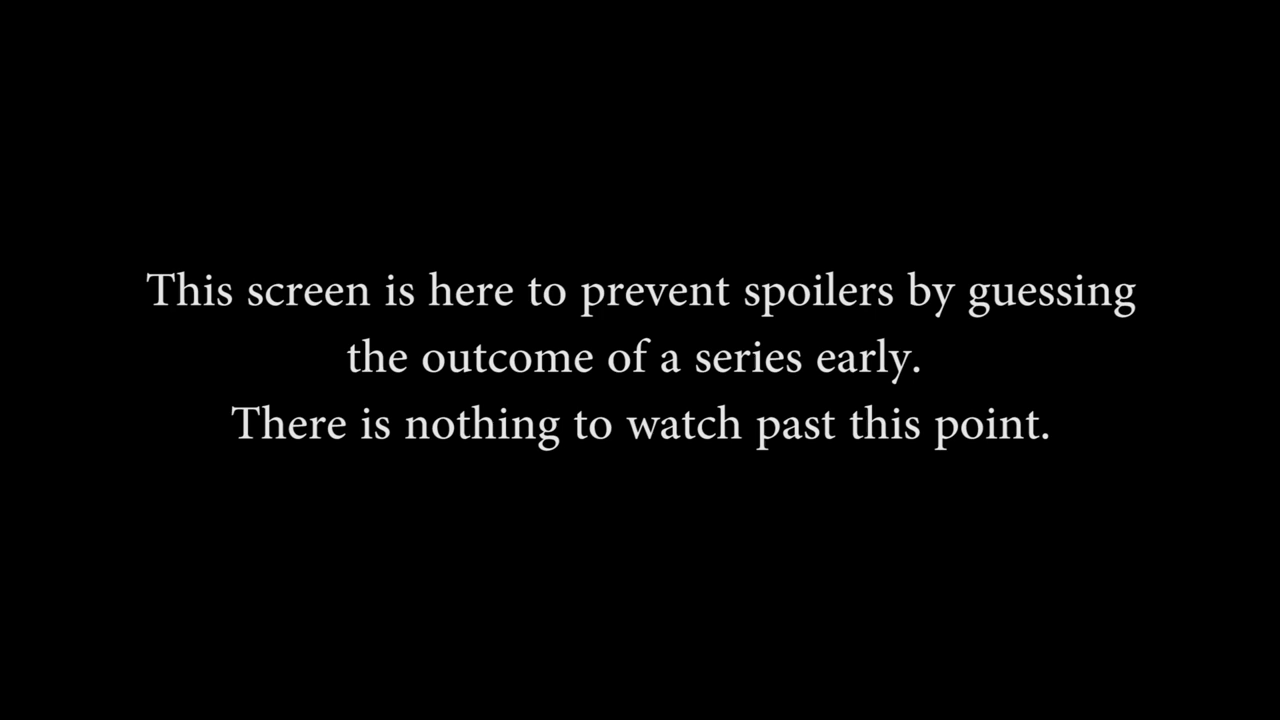 This screen is here to prevent spoilers by guessing
the outcome of a series early.
There is nothing to watch past this point.